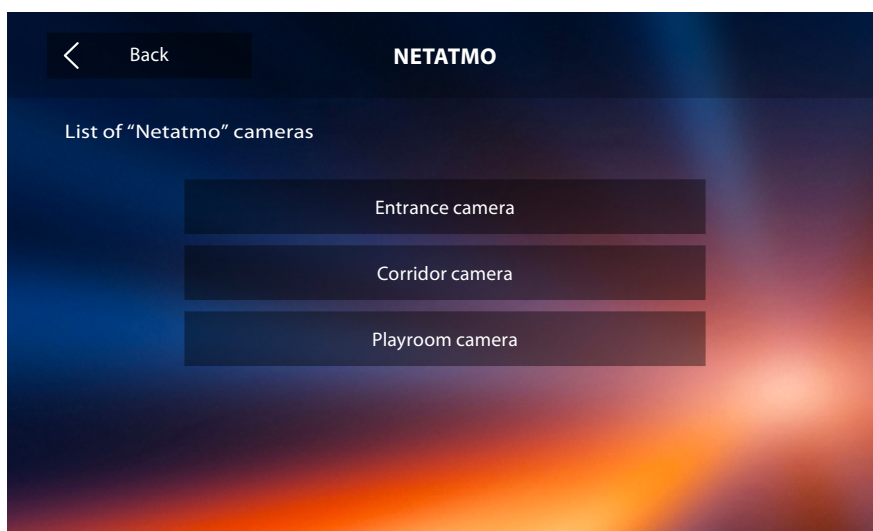 Back
NETATMO
List of “Netatmo” cameras
Entrance camera
Corridor camera
Playroom camera